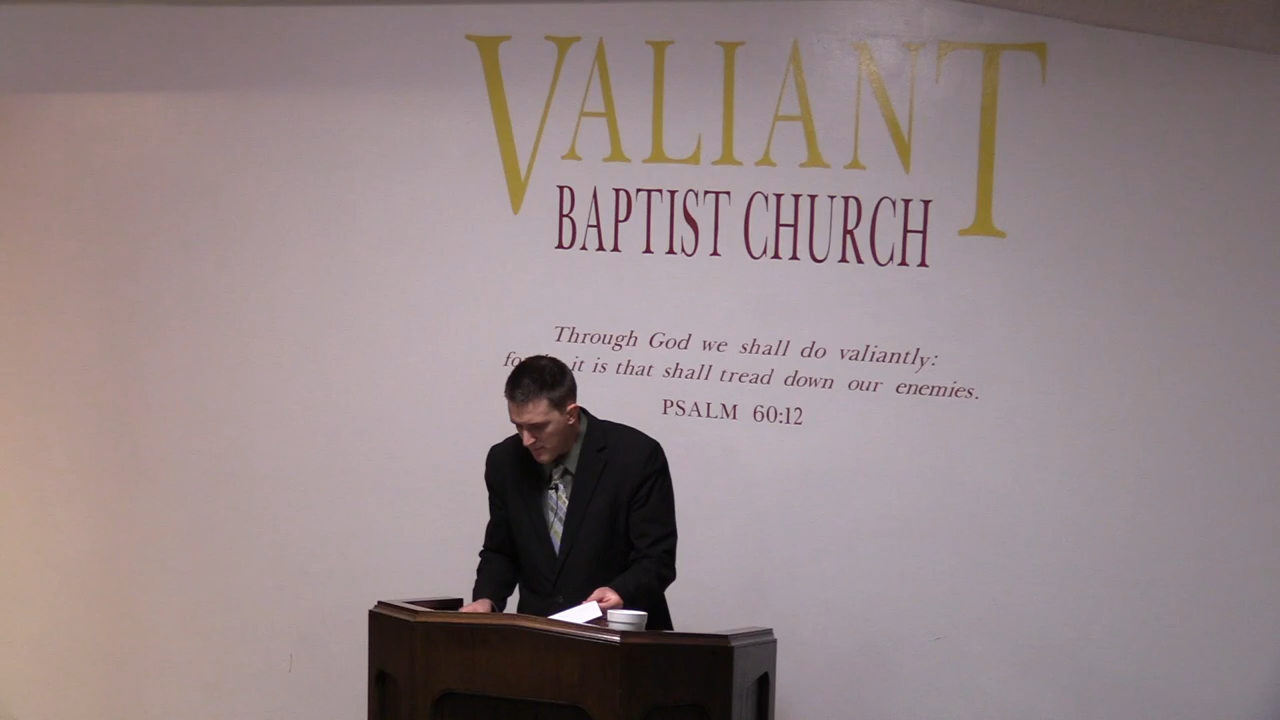 VALIANT
BAPTIST CHURCH
Through God we shall do valiantly:
it is that shall tread down our enemies.
PSALM 60:12